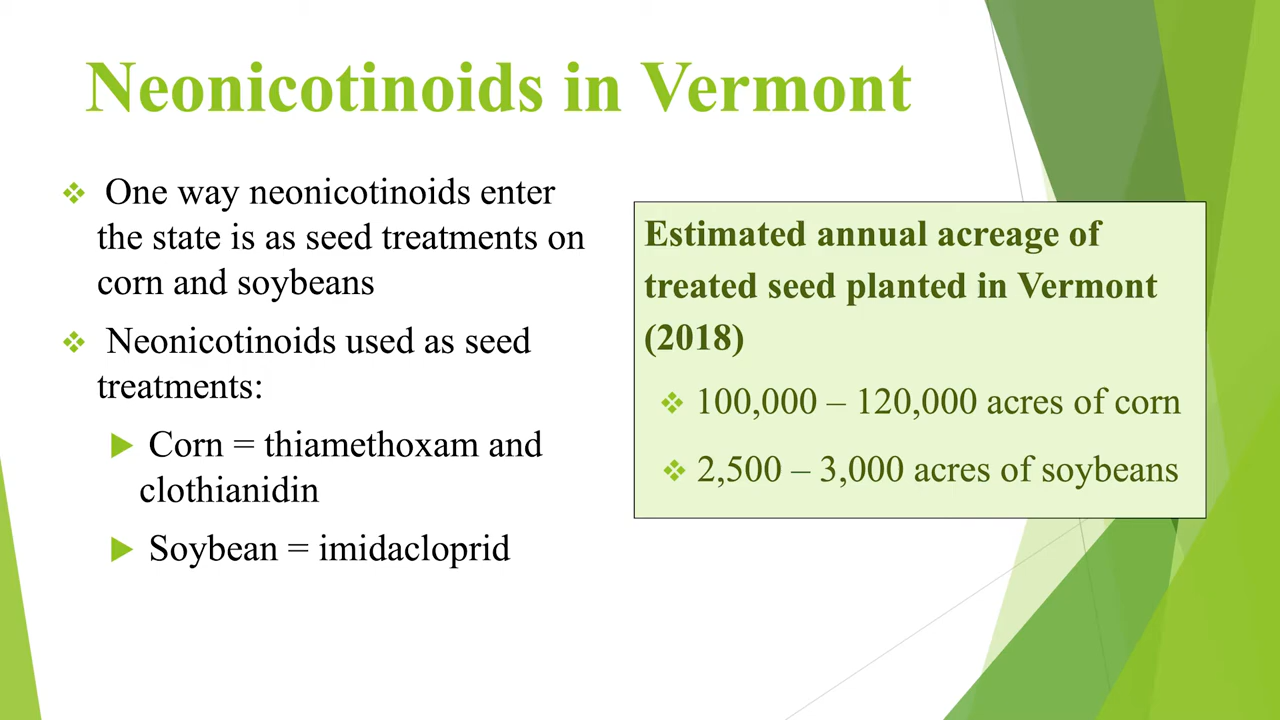 Neonicotinoids in Vermont
❖ One way neonicotinoids enter
the state is as seed treatments on
corn and soybeans
❖ Neonicotinoids used as seed
treatments:
▶ Corn = thiamethoxam and
clothianidin
▶ Soybean = imidacloprid
Estimated annual acreage of
treated seed planted in Vermont
(2018)
❖ 100,000 – 120,000 acres of corn
❖ 2,500 – 3,000 acres of soybeans